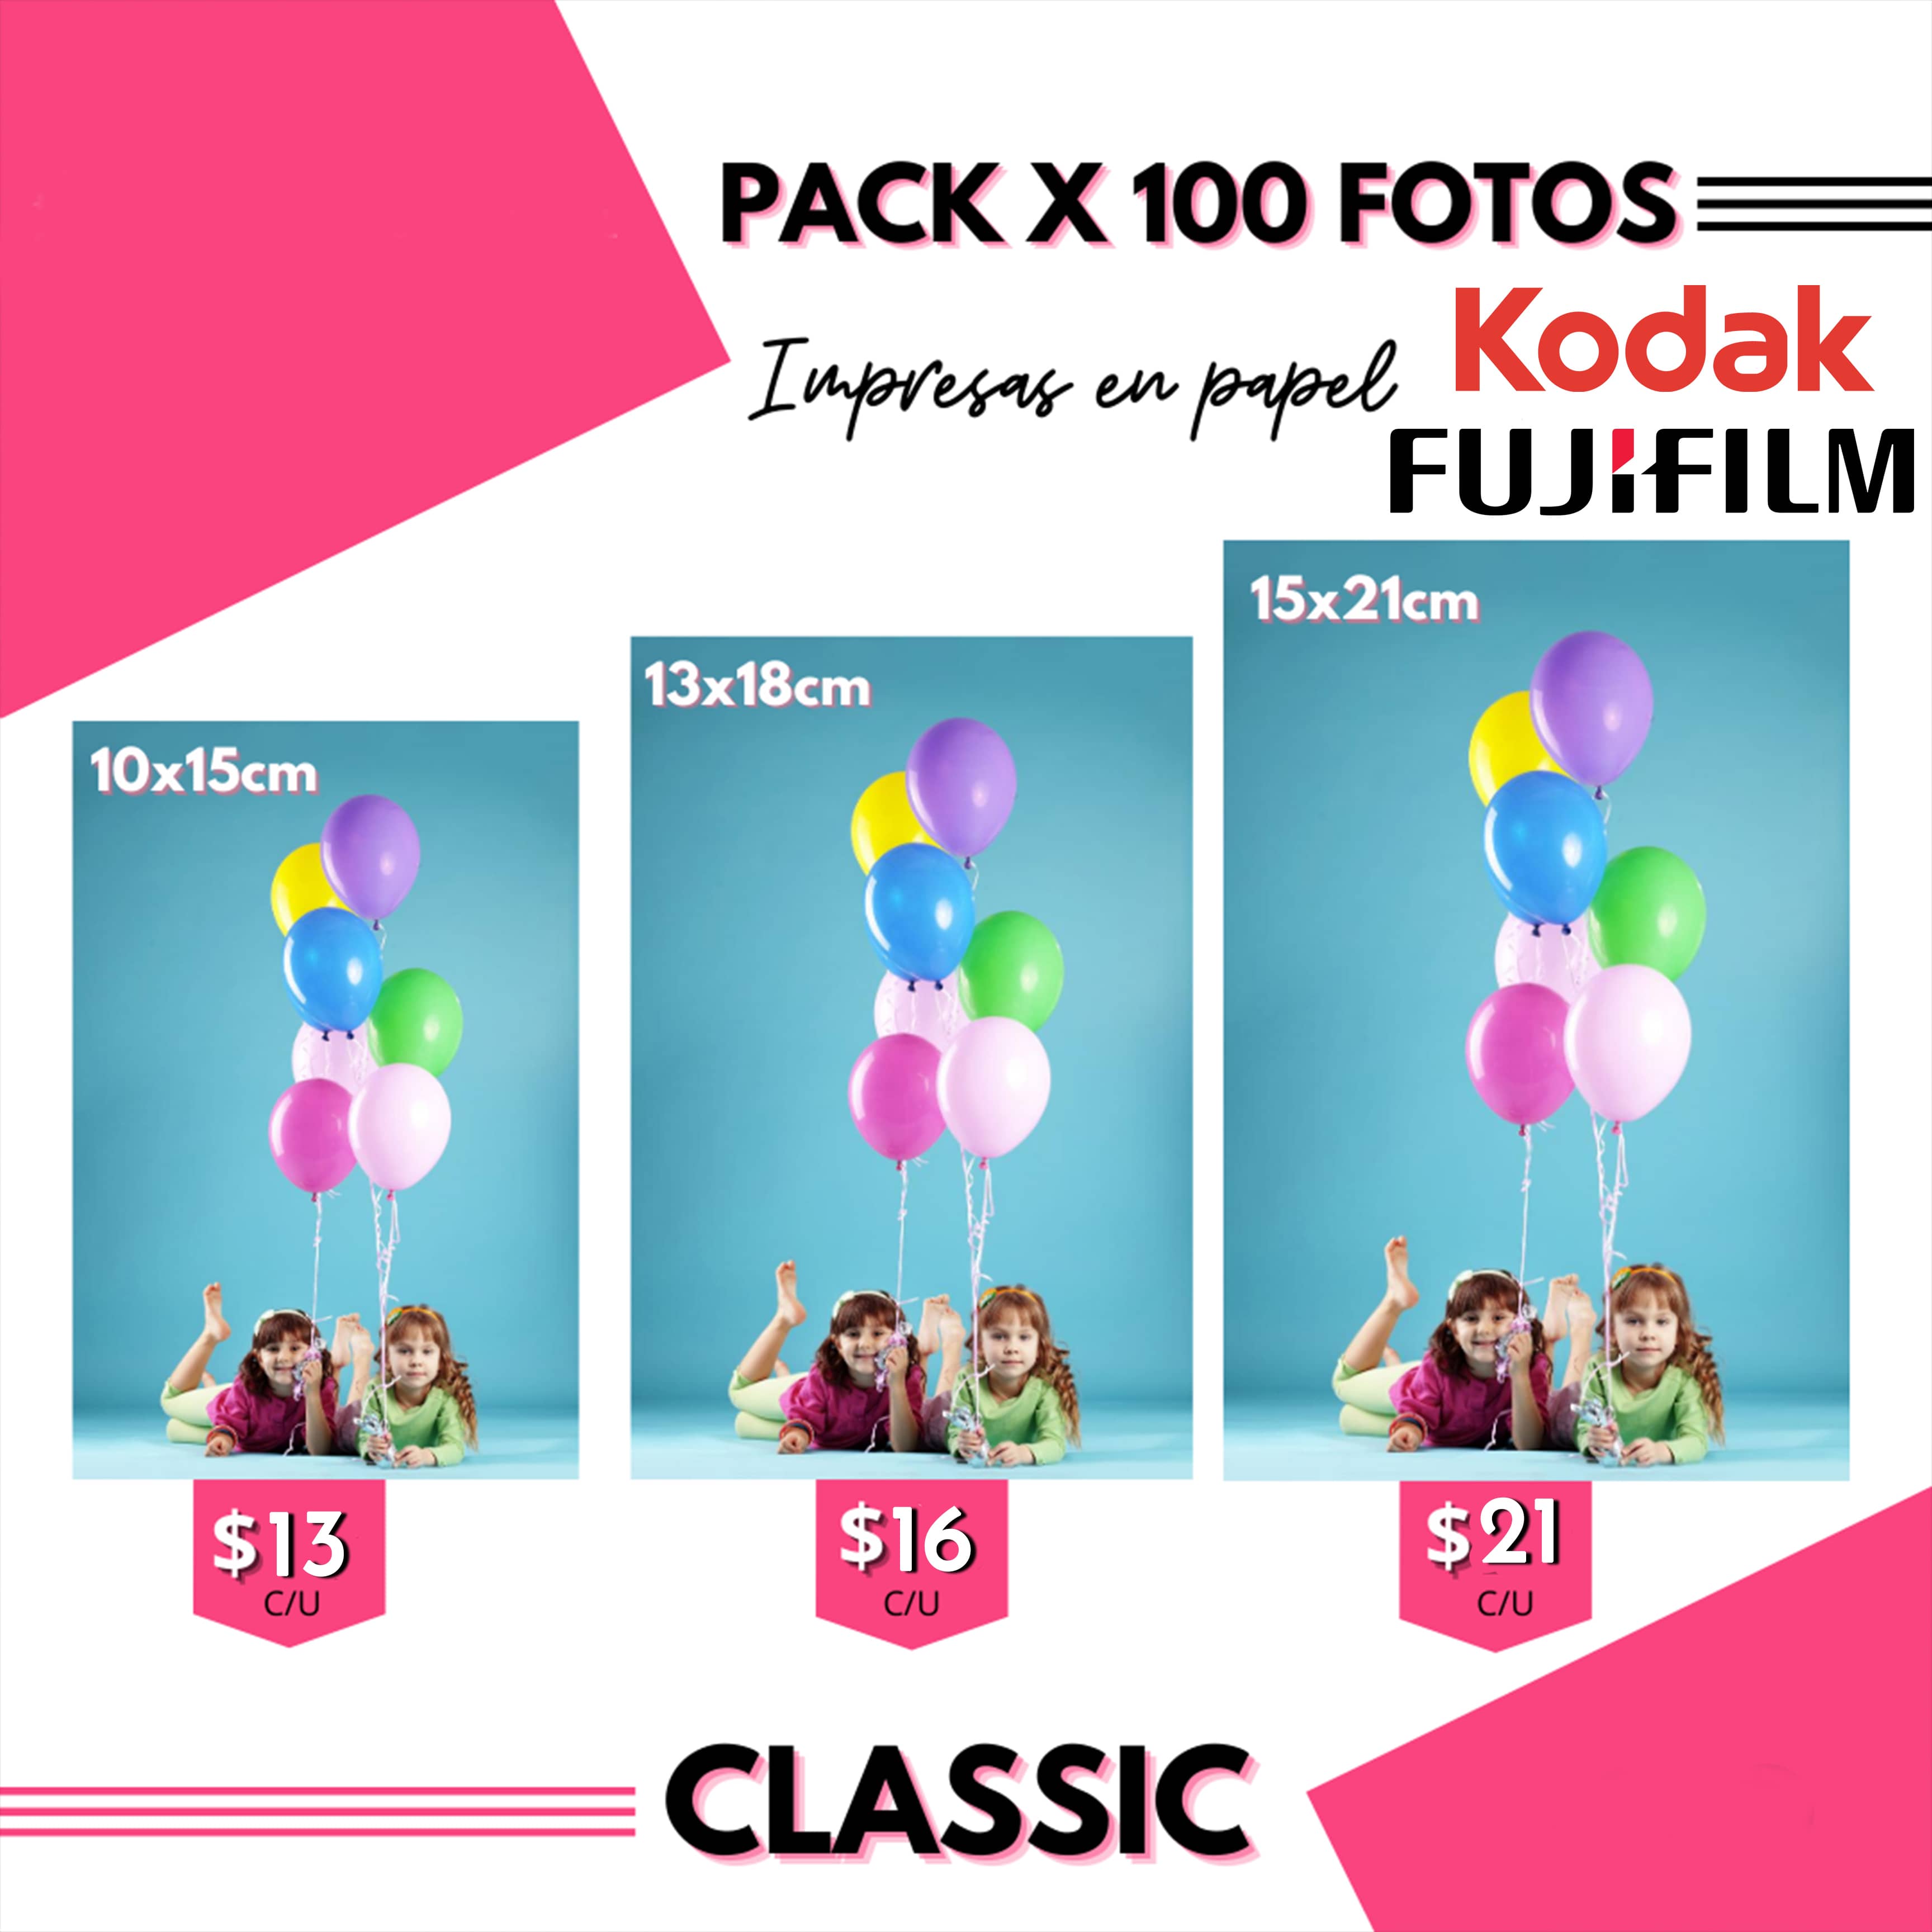 PACK X 100 FOTOS
Impresas en papel
Kodak
FUJIFILM
10x15cm
13x18cm
15x21cm
$13
C/U
$16
C/U
$21
C/U
CLASSIC